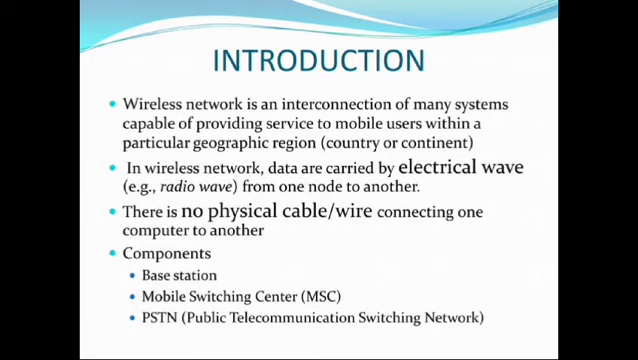 INTRODUCTION
• Wireless network is an interconnection of many systems
capable of providing service to mobile users within a
particular geographic region (country or continent)
• In wireless network, data are carried by electrical wave
(e.g., radio wave) from one node to another.
• There is no physical cable/wire connecting one
computer to another
• Components
• Base station
• Mobile Switching Center (MSC)
• PSTN (Public Telecommunication Switching Network)